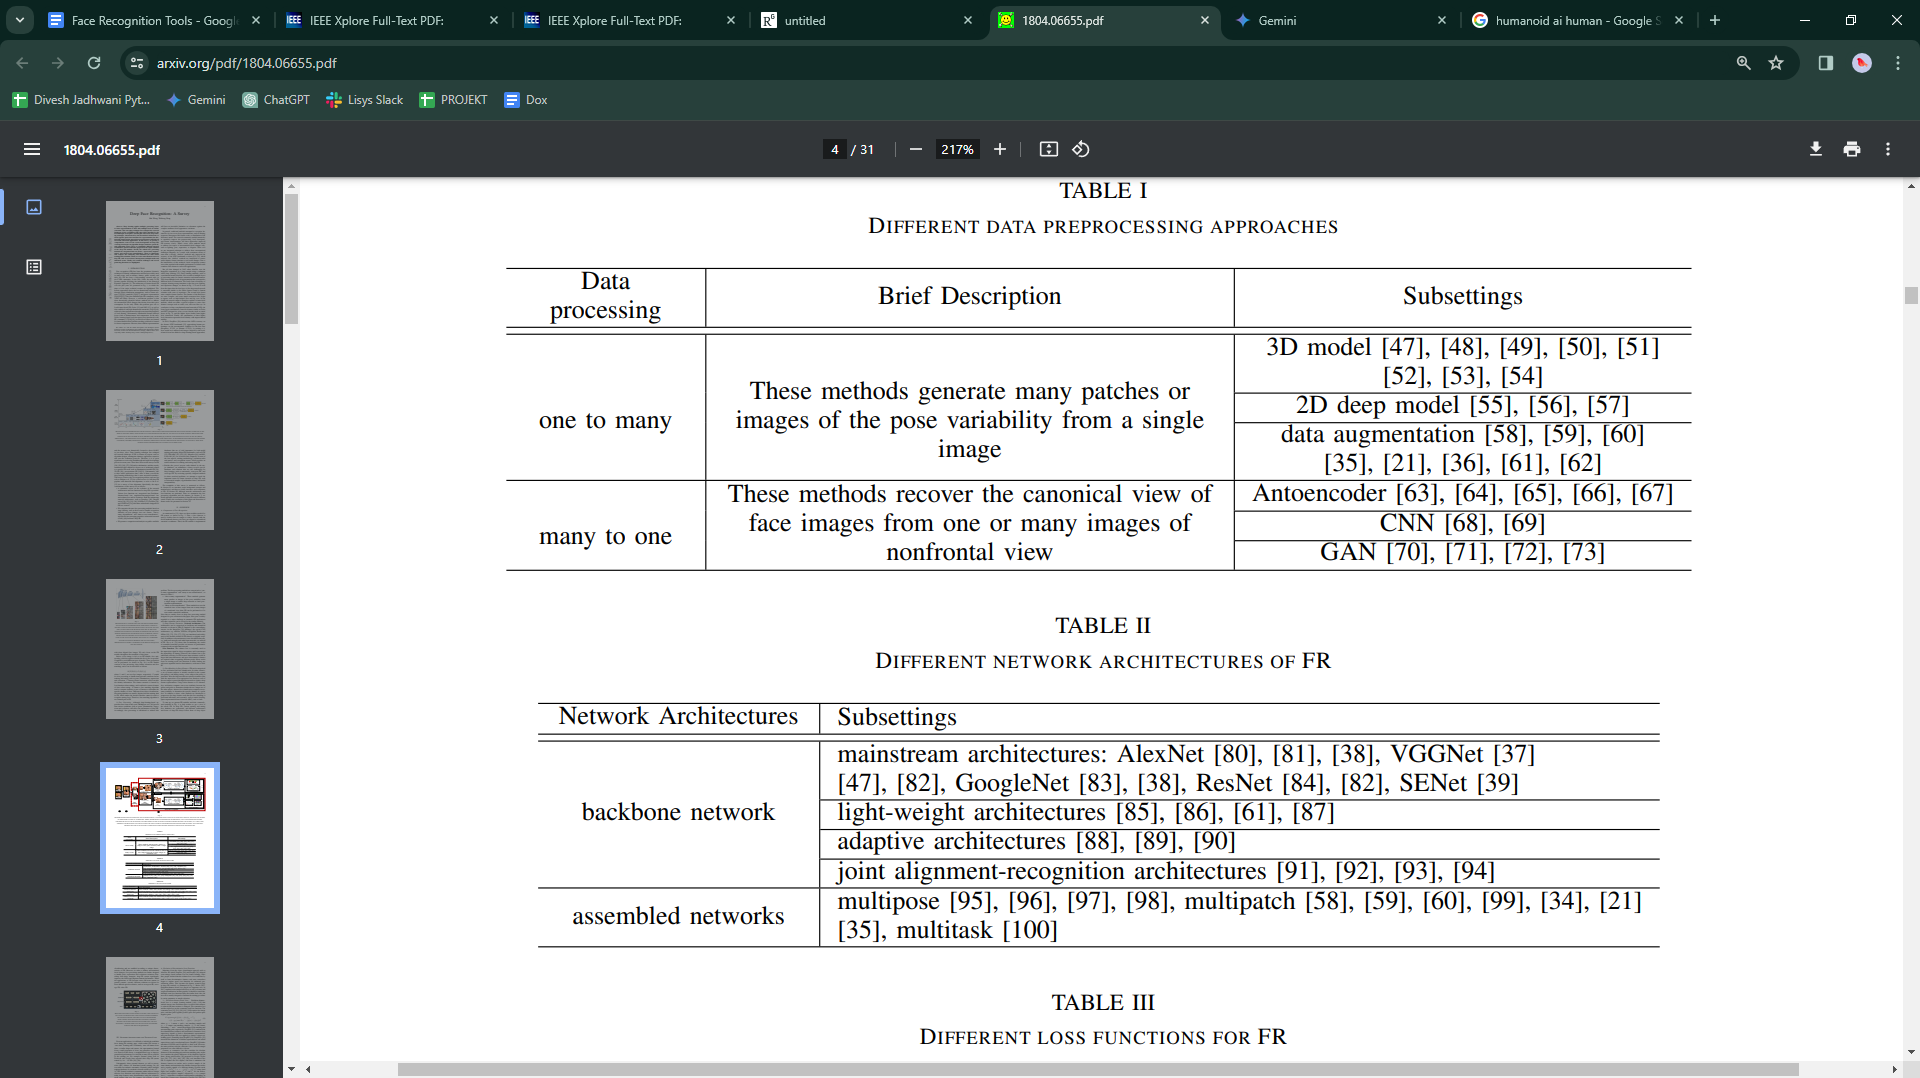 Face Recognition Tools - Googl
IEEE Xplore Full-Text PDF:
IEEE Xplore Full-Text PDF:
untitled
1804.06655.pdf
Gemini
humanoid ai human - Google S
arxiv.org/pdf/1804.06655.pdf
Divesh Jadhwani Pyt...
Gemini
ChatGPT
Lisys Slack
PROJEKT
Dox
1804.06655.pdf
4 / 31
217%
1
2
3
4
TABLE I
DIFFERENT DATA PREPROCESSING APPROACHES
Data
processing
Brief Description
Subsettings
one to many
These methods generate many patches or
images of the pose variability from a single
image
3D model [47], [48], [49], [50], [51]
[52], [53], [54]
2D deep model [55], [56], [57]
data augmentation [58], [59], [60]
[35], [21], [36], [61], [62]
many to one
These methods recover the canonical view of
face images from one or many images of
nonfrontal view
Antoencoder [63], [64], [65], [66], [67]
CNN [68], [69]
GAN [70], [71], [72], [73]
TABLE II
DIFFERENT NETWORK ARCHITECTURES OF FR
Network Architectures
Subsettings
backbone network
mainstream architectures: AlexNet [80], [81], [38], VGGNet [37]
[47], [82], GoogleNet [83], [38], ResNet [84], [82], SENet [39]
light-weight architectures [85], [86], [61], [87]
adaptive architectures [88], [89], [90]
joint alignment-recognition architectures [91], [92], [93], [94]
assembled networks
multipose [95], [96], [97], [98], multipatch [58], [59], [60], [99], [34], [21]
[35], multitask [100]
TABLE III
DIFFERENT LOSS FUNCTIONS FOR FR